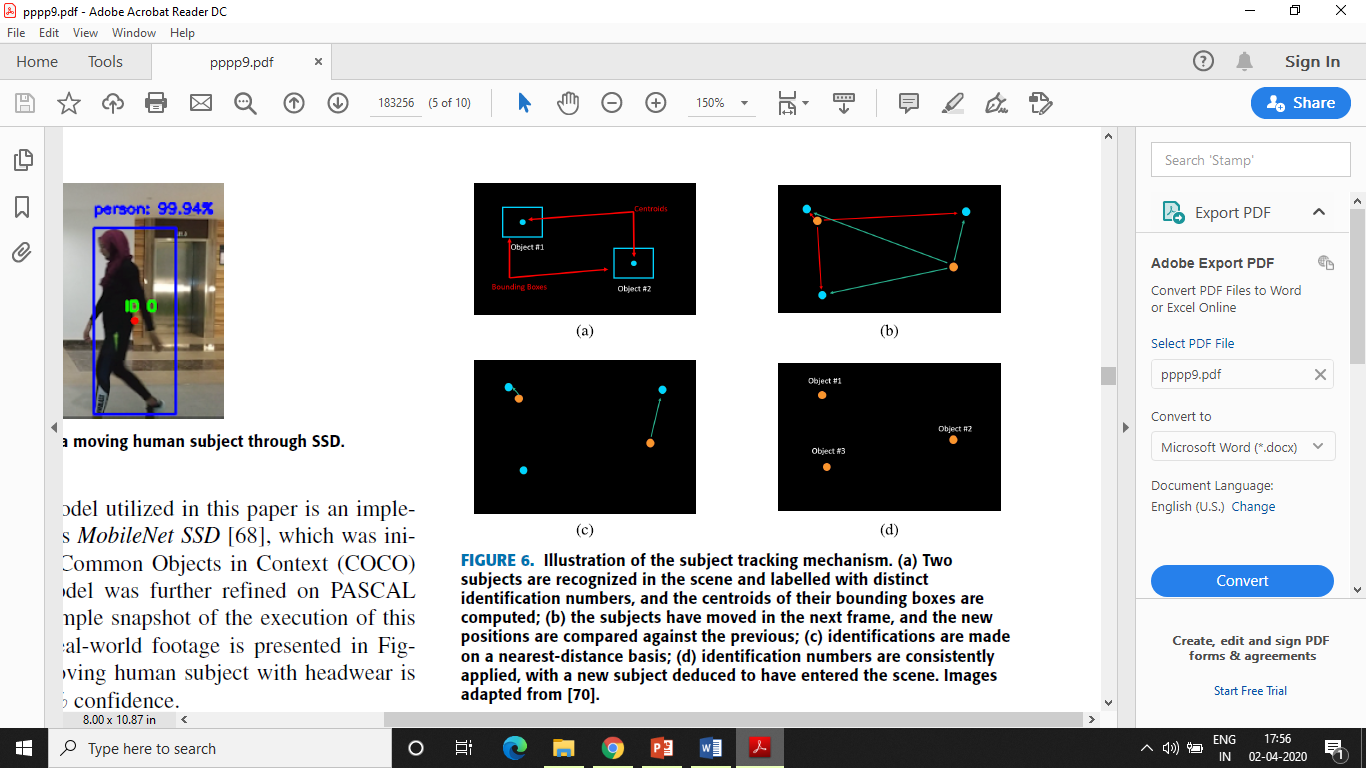 pppp9.pdf - Adobe Acrobat Reader DC
File Edit View Window Help
Home Tools pppp9.pdf × Sign In
183256 (5 of 10) 150% Share
person: 99.94%
ID 0
a moving human subject through SSD.
odel utilized in this paper is an imple-
s MobileNet SSD [68], which was ini-
Common Objects in Context (COCO)
odel was further refined on PASCAL
mple snapshot of the execution of this
eal-world footage is presented in Fig-
oving human subject with headwear is
% confidence.
Centroids
Object #1
Bounding Boxes
Object #2
(a)
(b)
(c)
Object #1
Object #2
Object #3
(d)
FIGURE 6. Illustration of the subject tracking mechanism. (a) Two
subjects are recognized in the scene and labelled with distinct
identification numbers, and the centroids of their bounding boxes are
computed; (b) the subjects have moved in the next frame, and the new
positions are compared against the previous; (c) identifications are made
on a nearest-distance basis; (d) identification numbers are consistently
applied, with a new subject deduced to have entered the scene. Images
adapted from [70].
8.00 x 10.87 in
Search 'Stamp'
Export PDF
Adobe Export PDF
Convert PDF Files to Word
or Excel Online
Select PDF File
pppp9.pdf
Convert to
Microsoft Word (*.docx)
Document Language:
English (U.S.) Change
Convert
Create, edit and sign PDF
forms & agreements
Start Free Trial
Type here to search
ENG
IN
17:56
02-04-2020
1